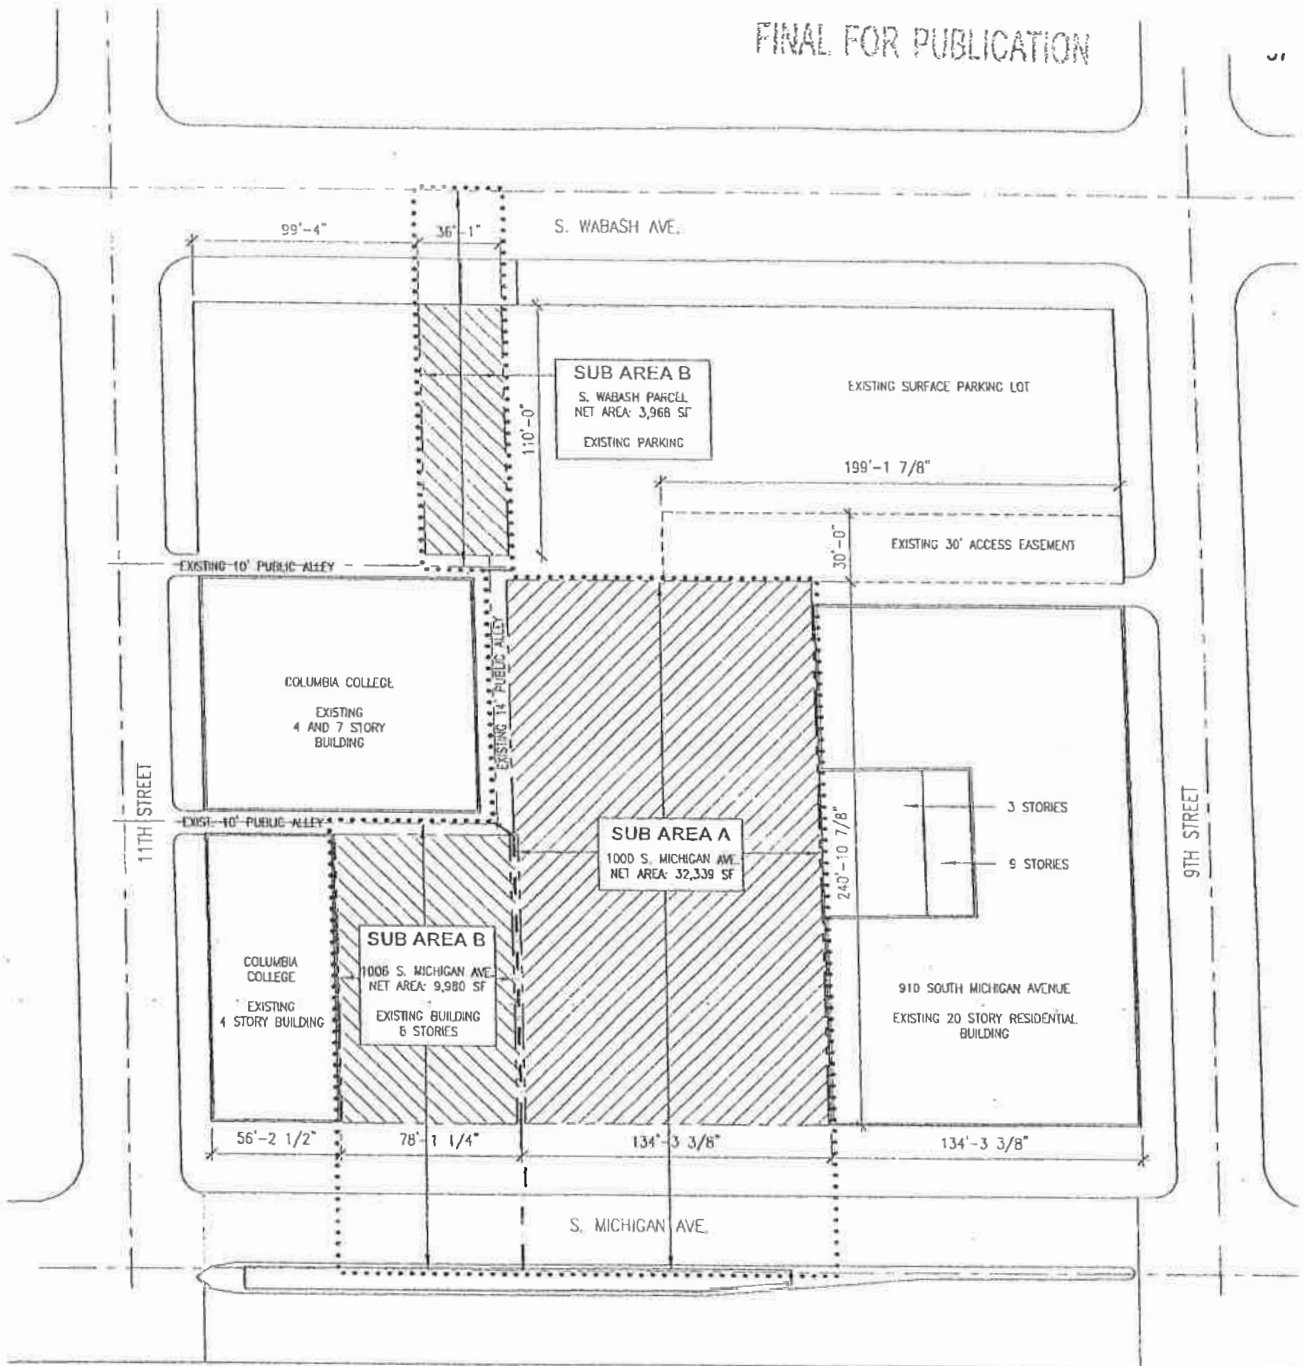 FINAL FOR PUBLICATION
99'-4"
36'-1"
S. WABASH AVE.
SUB AREA B
S. WABASH PARCEL
NET AREA: 3,968 SF
EXISTING PARKING
110'-0"
EXISTING SURFACE PARKING LOT
199'-1 7/8"
30'-0"
EXISTING 30' ACCESS EASEMENT
EXISTING 10' PUBLIC ALLEY
EXISTING 14' PUBLIC ALLEY
COLUMBIA COLLEGE
EXISTING
4 AND 7 STORY
BUILDING
11TH STREET
EXIST. 10' PUBLIC ALLEY
SUB AREA A
1000 S. MICHIGAN AVE.
NET AREA: 32,339 SF
240'-10 7/8"
3 STORIES
9 STORIES
9TH STREET
SUB AREA B
1006 S. MICHIGAN AVE.
NET AREA: 9,980 SF
EXISTING BUILDING
STORIES
COLUMBIA
COLLEGE
EXISTING
4 STORY BUILDING
910 SOUTH MICHIGAN AVENUE
EXISTING 20 STORY RESIDENTIAL
BUILDING
56'-2 1/2"
78'-1 1/4"
134'-3 3/8"
134'-3 3/8"
S. MICHIGAN AVE.